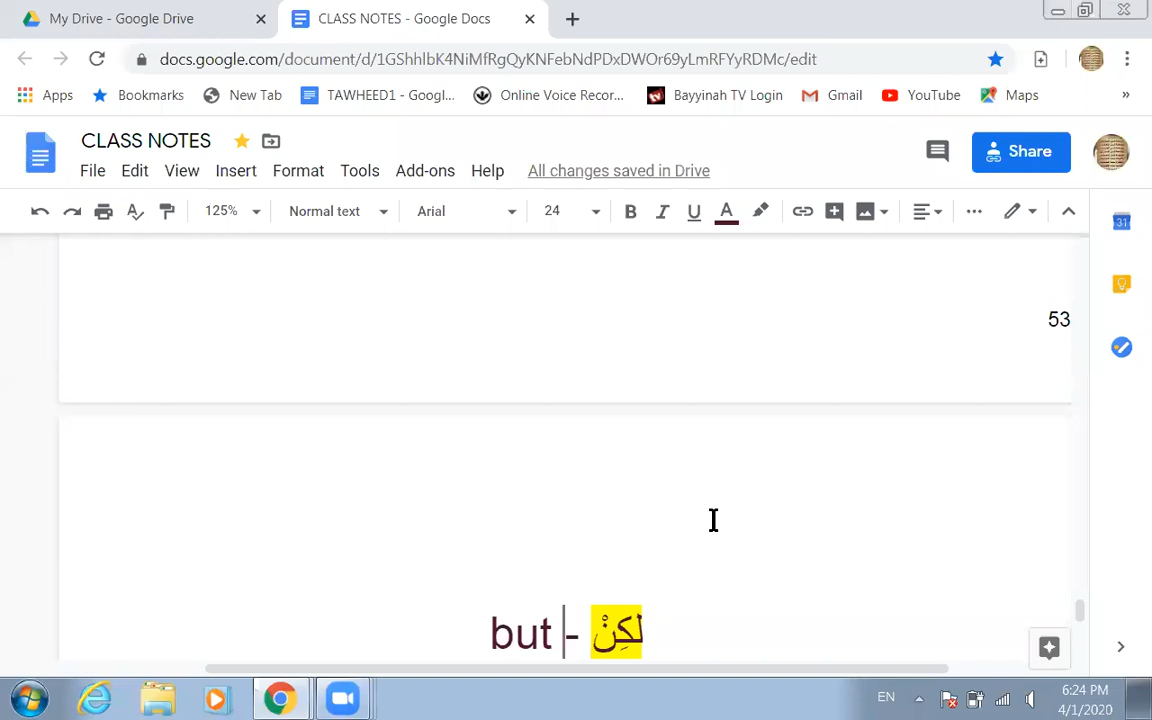 My Drive - Google Drive
CLASS NOTES - Google Docs
docs.google.com/document/d/1GShhlbK4NiMfRgQyKNFebNdPDxDWOr69yLmRFYyRDMc/edit
Apps Bookmarks New Tab TAWHEED1 - Googl... Online Voice Recor... Bayyinah TV Login Gmail YouTube Maps »
CLASS NOTES
Share
File Edit View Insert Format Tools Add-ons Help All changes saved in Drive
125% Normal text Arial 24 B I U A
31
53
but - لكِنْ
EN
6:24 PM
4/1/2020